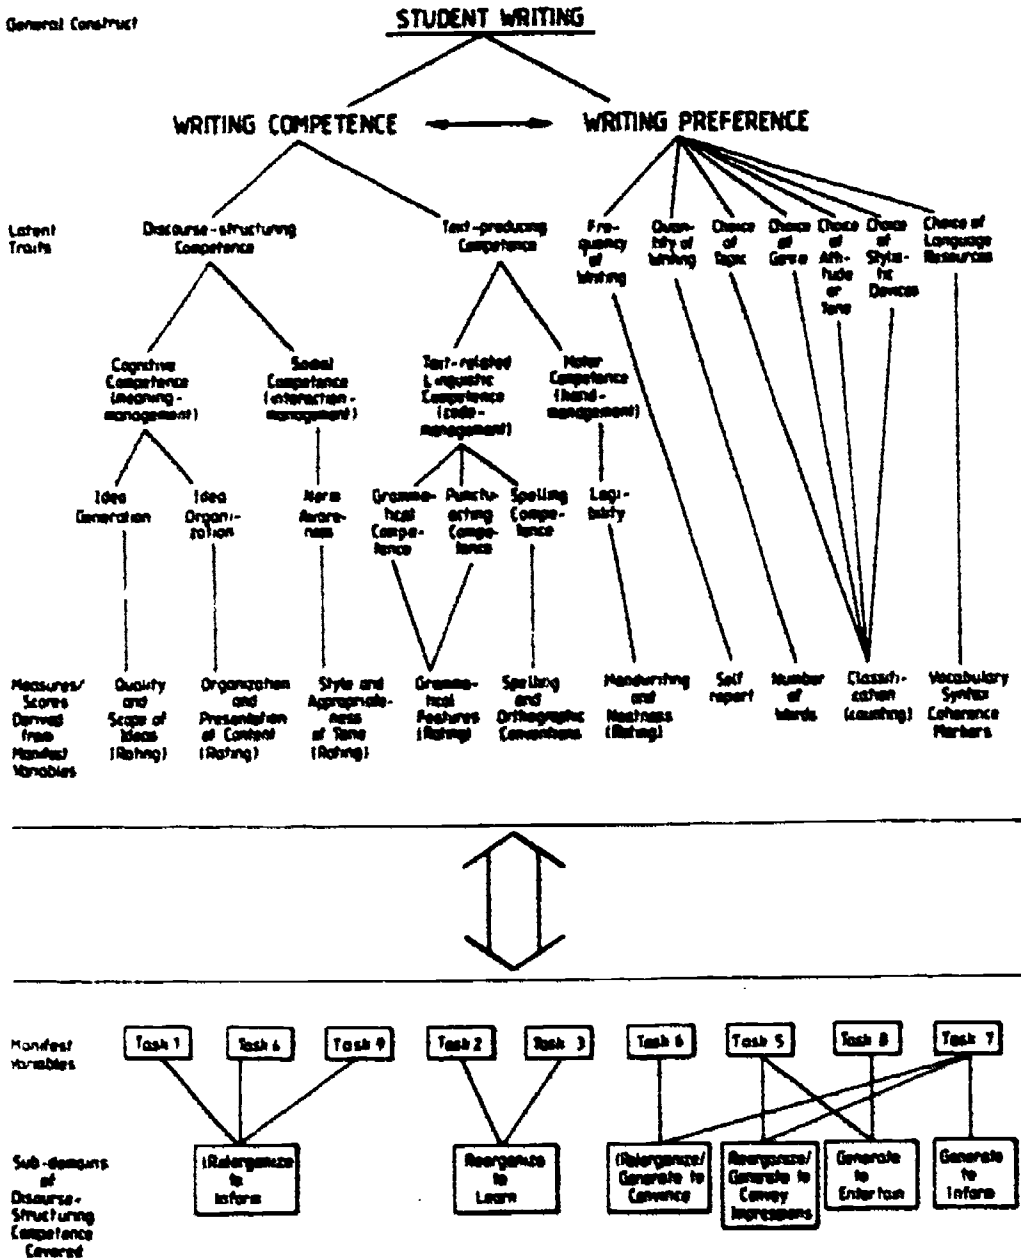 General Construct
STUDENT WRITING
WRITING COMPETENCE
WRITING PREFERENCE
Latent
Traits
Discourse-structuring
Competence
Text-producing
Competence
Fre-
quency
of
Writing
Quan-
tity of
Writing
Choice
of
Topic
Choice
of
Genre
Choice
of
Atti-
tude
or
Tone
Choice
of
Stylis-
tic
Devices
Choice of
Language
Resources
Cognitive
Competence
(meaning-
management)
Social
Competence
(interaction-
management)
Text-related
Linguistic
Competence
(code-
management)
Motor
Competence
(hand-
management)
Idea
Generation
Idea
Organi-
zation
Norm
Aware-
ness
Gramma-
tical
Compe-
tence
Punctu-
ating
Compe-
tence
Spelling
Compe-
tence
Legi-
bility
Measures/
Scores
Derived
from
Manifest
Variables
Quality
and
Scope of
Ideas
(Rating)
Organization
and
Presentation
of Content
(Rating)
Style and
Appropriate-
ness
of Tone
(Rating)
Gramma-
tical
Features
(Rating)
Spelling
and
Orthographic
Conventions
Handwriting
and
Neatness
(Rating)
Self
report
Number
of
Words
Classifi-
cation
(counting)
Vocabulary
Syntax
Coherence
Markers
Manifest
Variables
Task 1
Task 6
Task 9
Task 2
Task 3
Task 6
Task 5
Task 8
Task 7
Sub-domains
of
Discourse-
Structuring
Competence
Covered
(Re)organize
to
Inform
Reorganize
to
Learn
(Re)organize/
Generate to
Convince
Reorganize/
Generate to
Convey
Impressions
Generate
to
Entertain
Generate
to
Inform